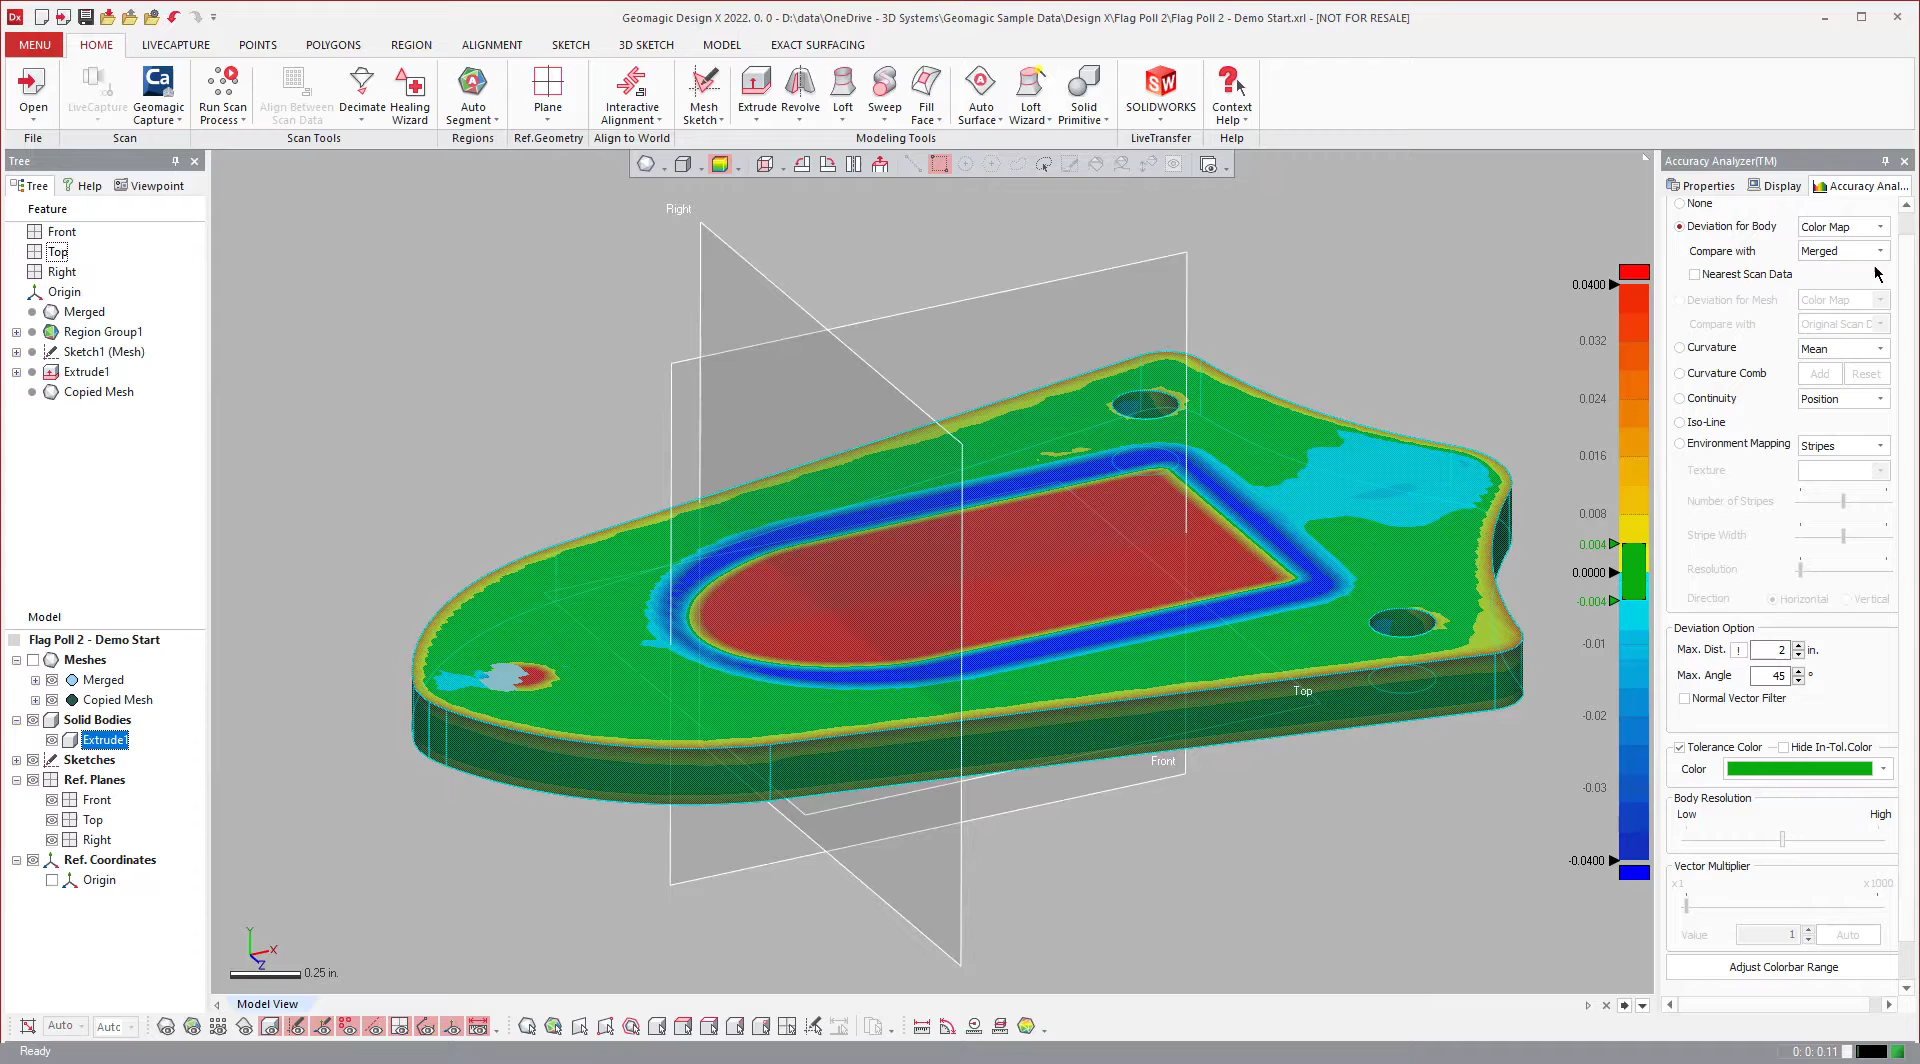 Dx
Geomagic Design X 2022. 0. 0 - D:\data\OneDrive - 3D Systems\Geomagic Sample Data\Design X\Flag Poll 2\Flag Poll 2 - Demo Start.xrl - [NOT FOR RESALE]
MENU HOME LIVECAPTURE POINTS POLYGONS REGION ALIGNMENT SKETCH 3D SKETCH MODEL EXACT SURFACING
Open
LiveCapture
Geomagic Capture
Run Scan Process
Align Between Scan Data
Decimate
Healing Wizard
Auto Segment
Plane
Interactive Alignment
Mesh Sketch
Extrude
Revolve
Loft
Sweep
Fill Face
Auto Surface
Loft Wizard
Solid Primitive
SOLIDWORKS
Context Help
File Scan Scan Tools Regions Ref.Geometry Align to World Modeling Tools LiveTransfer Help
Tree
Tree Help Viewpoint
Feature
Front
Top
Right
Origin
Merged
Region Group1
Sketch1 (Mesh)
Extrude1
Copied Mesh
Model
Flag Poll 2 - Demo Start
Meshes
Merged
Copied Mesh
Solid Bodies
Extrude1
Sketches
Ref. Planes
Front
Top
Right
Ref. Coordinates
Origin
Right
Top
Front
Y
X
Z
0.25 in.
0.0400
0.032
0.024
0.016
0.008
0.004
0.0000
-0.004
-0.01
-0.02
-0.03
-0.0400
Model View
Accuracy Analyzer(TM)
Properties Display Accuracy Anal...
None
Deviation for Body Color Map
Compare with Merged
Nearest Scan Data
Deviation for Mesh Color Map
Compare with Original Scan D
Curvature Mean
Curvature Comb Add Reset
Continuity Position
Iso-Line
Environment Mapping Stripes
Texture
Number of Stripes
Stripe Width
Resolution
Direction Horizontal Vertical
Deviation Option
Max. Dist. ! 2 in.
Max. Angle 45 °
Normal Vector Filter
Tolerance Color Hide In-Tol.Color
Color
Body Resolution
Low High
Vector Multiplier
x1 x1000
Value 1 Auto
Adjust Colorbar Range
Auto Auto
Ready
0: 0: 0.11